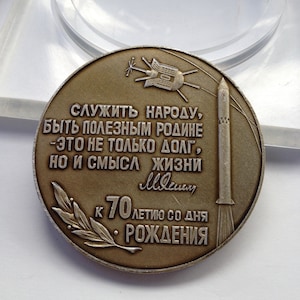 СЛУЖИТЬ НАРОДУ,
БЫТЬ ПОЛЕЗНЫМ РОДИНЕ
-ЭТО НЕ ТОЛЬКО ДОЛГ,
НО И СМЫСЛ ЖИЗНИ
К 70 ЛЕТИЮ СО ДНЯ
РОЖДЕНИЯ